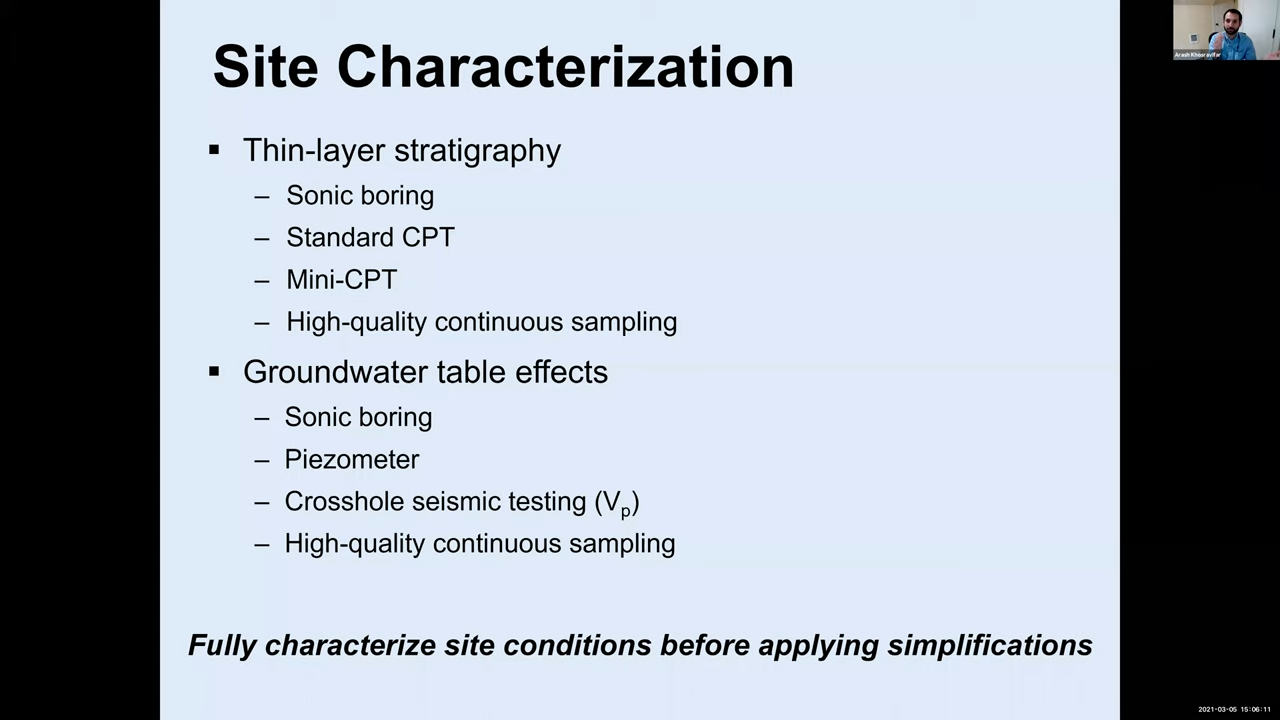 Site Characterization
▪ Thin-layer stratigraphy
– Sonic boring
– Standard CPT
– Mini-CPT
– High-quality continuous sampling
▪ Groundwater table effects
– Sonic boring
– Piezometer
– Crosshole seismic testing (Vp)
– High-quality continuous sampling
Fully characterize site conditions before applying simplifications
Arash Khosravifar
2021-03-05 15:06:11